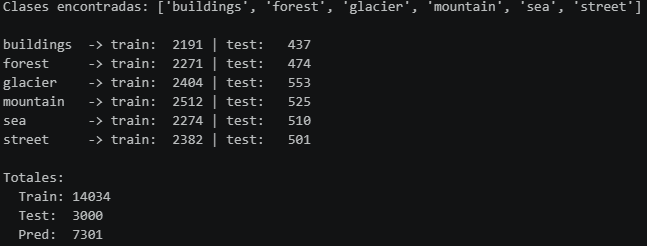 Clases encontradas: ['buildings', 'forest', 'glacier', 'mountain', 'sea', 'street']
buildings  -> train:  2191 | test:   437
forest     -> train:  2271 | test:   474
glacier    -> train:  2404 | test:   553
mountain   -> train:  2512 | test:   525
sea        -> train:  2274 | test:   510
street     -> train:  2382 | test:   501
Totales:
  Train: 14034
  Test:  3000
  Pred:  7301